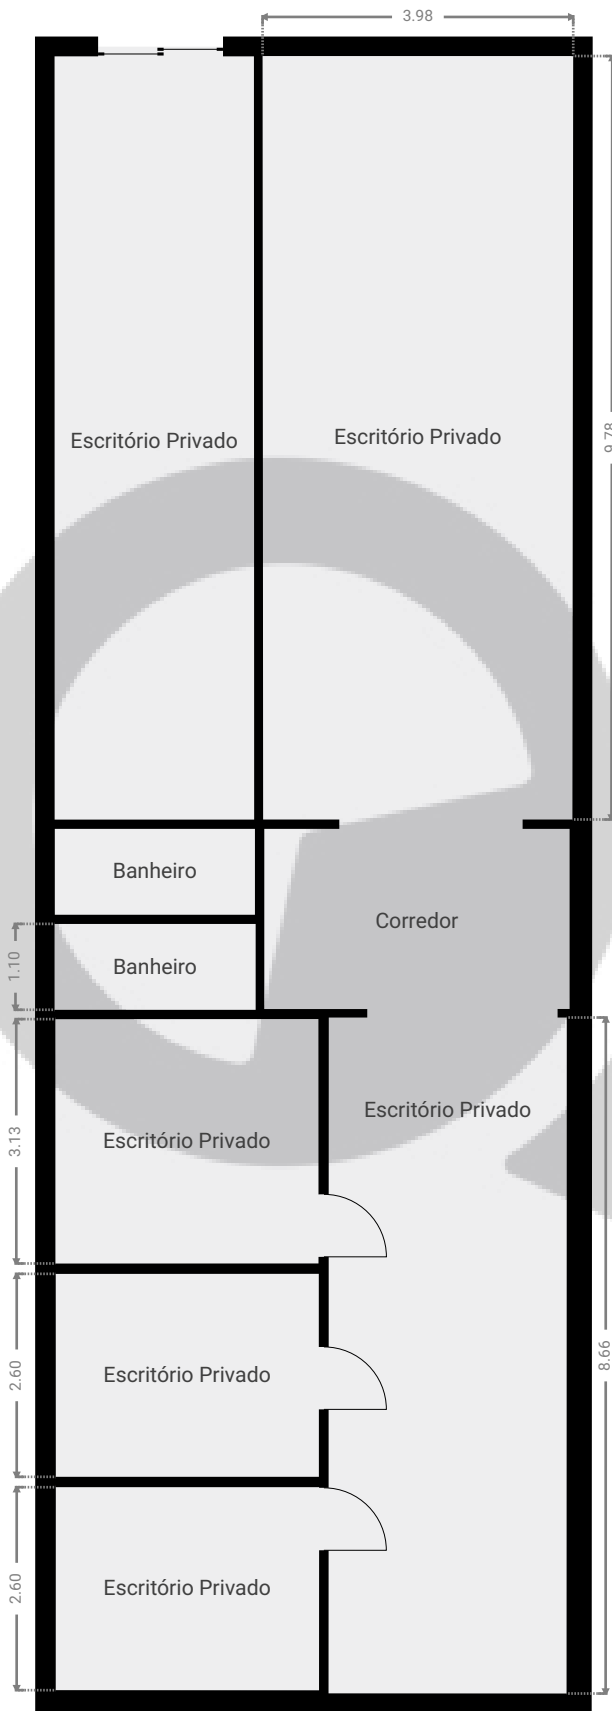 3.98
9.78
Escritório Privado
Escritório Privado
Banheiro
Corredor
Banheiro
1.10
Escritório Privado
Escritório Privado
3.13
8.66
Escritório Privado
2.60
Escritório Privado
2.60